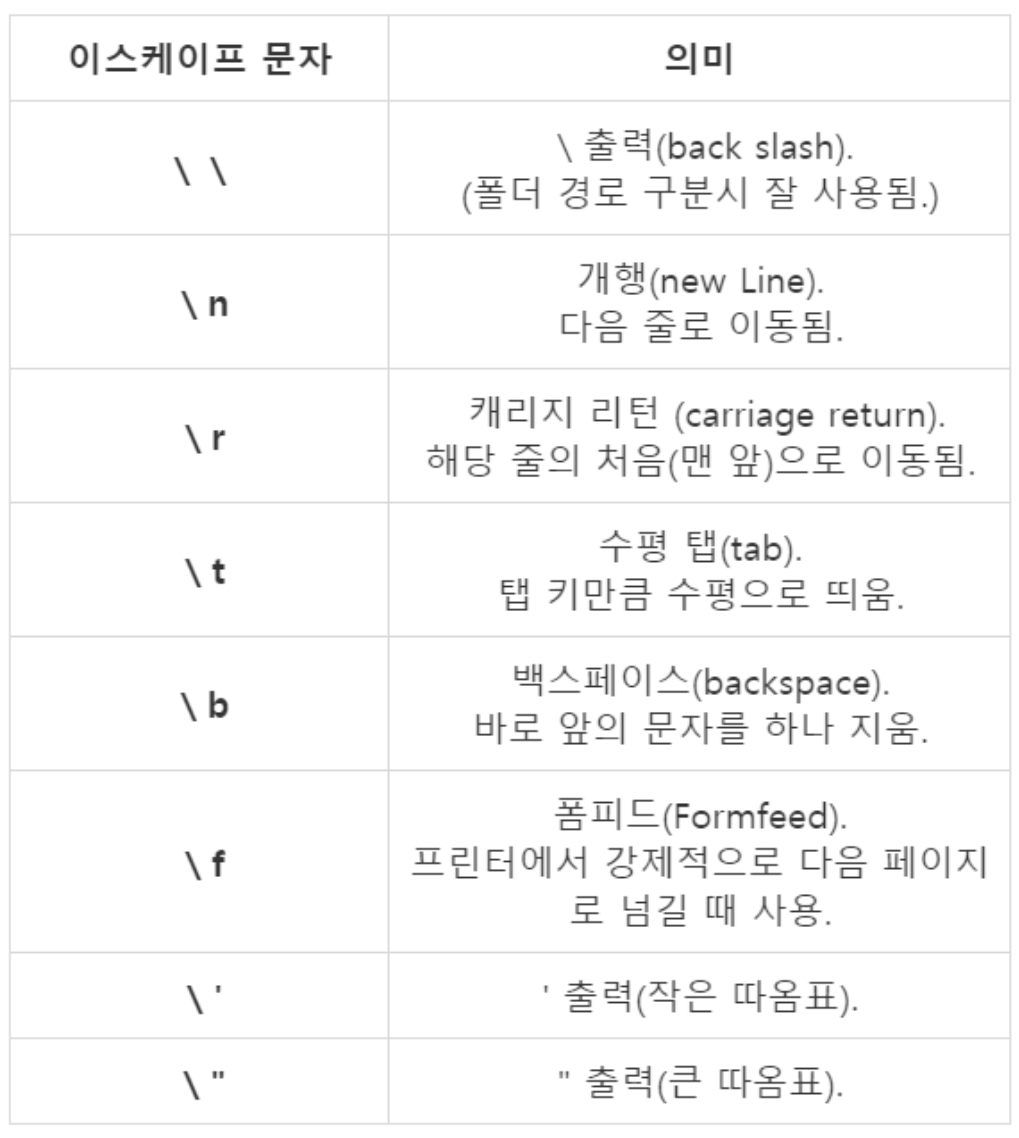 이스케이프 문자 의미
\ \ \ 출력(back slash).
(폴더 경로 구분시 잘 사용됨.)
\ n 개행(new Line).
다음 줄로 이동됨.
\ r 캐리지 리턴 (carriage return).
해당 줄의 처음(맨 앞)으로 이동됨.
\ t 수평 탭(tab).
탭 키만큼 수평으로 띄움.
\ b 백스페이스(backspace).
바로 앞의 문자를 하나 지움.
\ f 폼피드(Formfeed).
프린터에서 강제적으로 다음 페이지
로 넘길 때 사용.
\ ' ' 출력(작은 따옴표).
\ " " 출력(큰 따옴표).